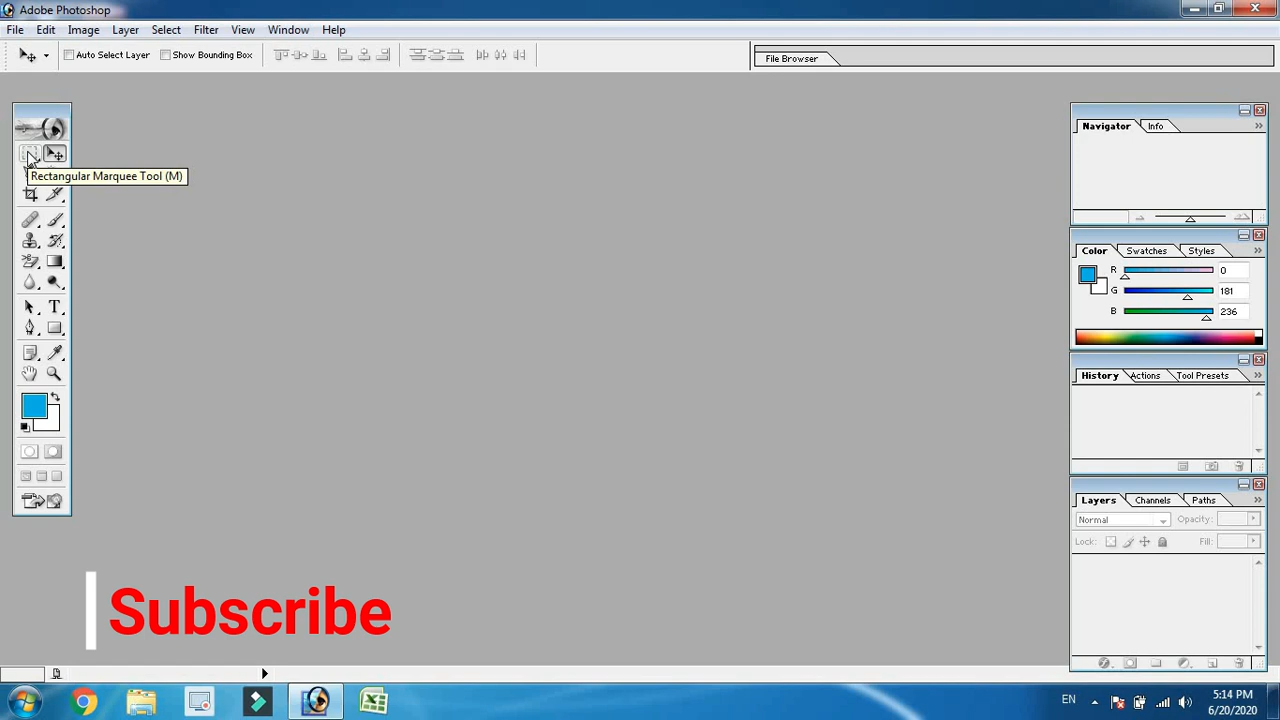 Adobe Photoshop
File Edit Image Layer Select Filter View Window Help
Auto Select Layer Show Bounding Box File Browser
Navigator Info
Rectangular Marquee Tool (M)
Color Swatches Styles
R 0
G 181
B 236
History Actions Tool Presets
Layers Channels Paths
Normal Opacity:
Lock: Fill:
Subscribe
EN 5:14 PM
6/20/2020